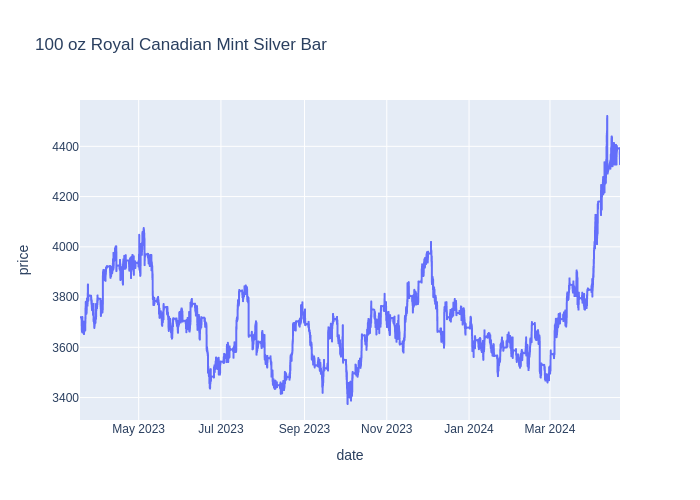 100 oz Royal Canadian Mint Silver Bar
price
4400
4200
4000
3800
3600
3400
May 2023 Jul 2023 Sep 2023 Nov 2023 Jan 2024 Mar 2024
date